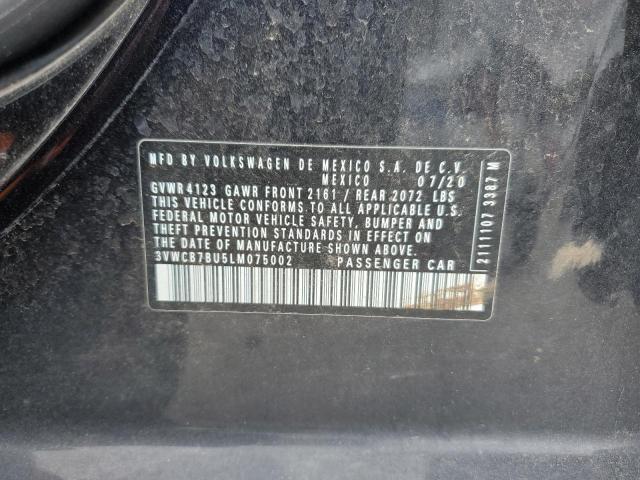 MFD BY VOLKSWAGEN DE MEXICO S.A. DE C.V.
MEXICO 07/20
GVWR 4123 GAWR FRONT 2161 / REAR 2072 LBS
THIS VEHICLE CONFORMS TO ALL APPLICABLE U.S.
FEDERAL MOTOR VEHICLE SAFETY, BUMPER AND
THEFT PREVENTION STANDARDS IN EFFECT ON
THE DATE OF MANUFACTURE SHOWN ABOVE.
3VWCB7BU5LM075002 PASSENGER CAR
2111107 3387 M